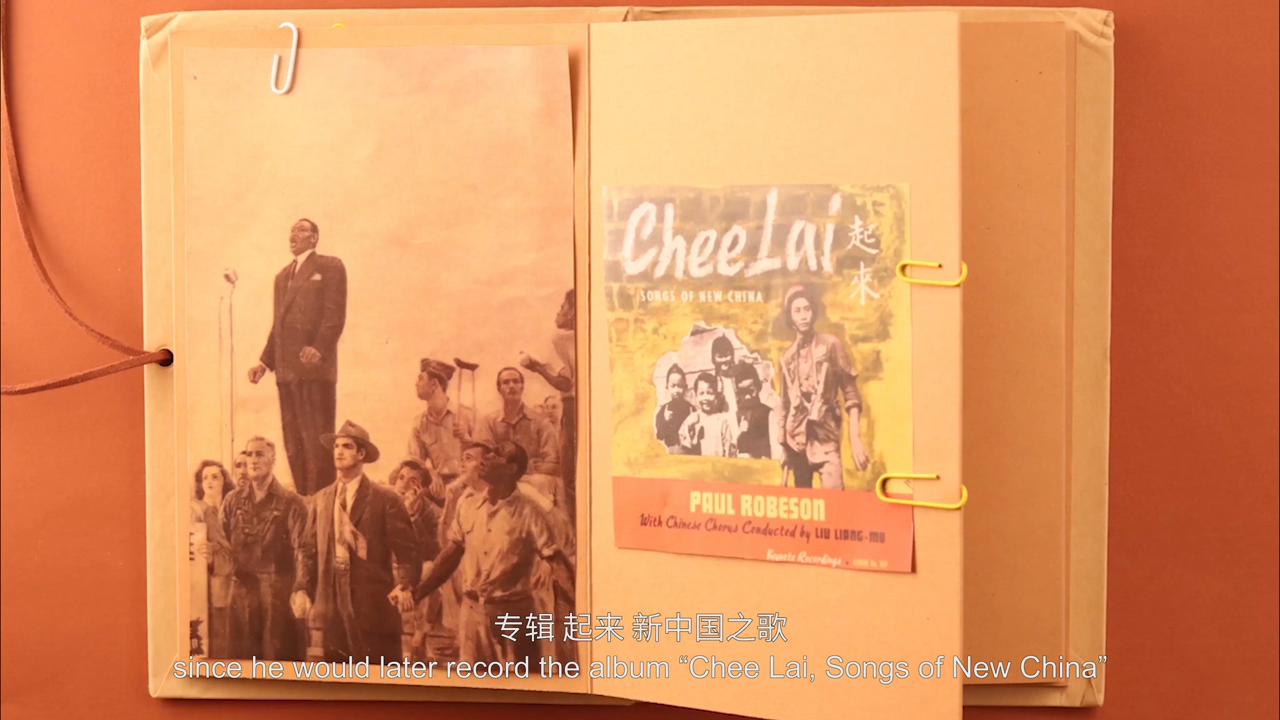 Chee Lai
起來
SONGS OF NEW CHINA
PAUL ROBESON
With Chinese Chorus Conducted by LIU LIANG-MO
Keynote Recordings
专辑 起来 新中国之歌
since he would later record the album “Chee Lai, Songs of New China”